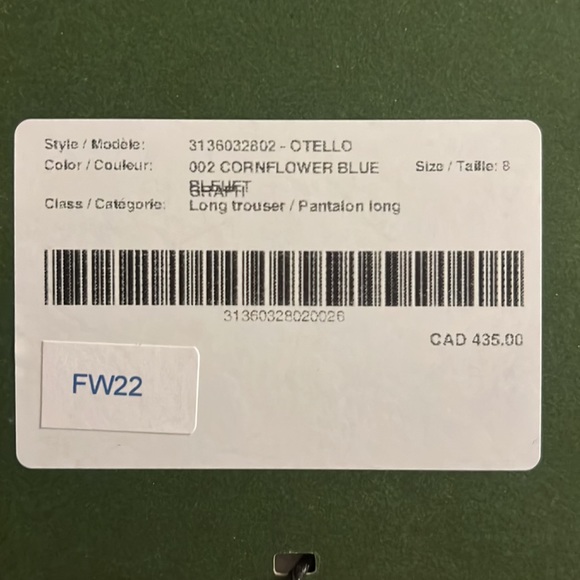 Style / Modèle: 3136032802 - OTELLO
Color / Couleur: 002 CORNFLOWER BLUE Size / Taille: 8
Class / Catégorie: Long trouser / Pantalon long
31360328020026
CAD 435.00
FW22